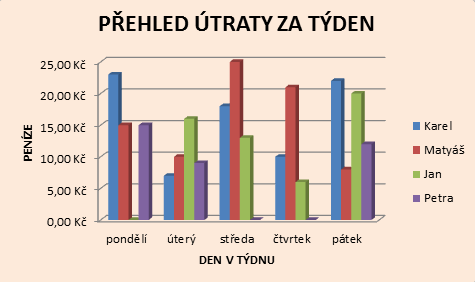 PŘEHLED ÚTRATY ZA TÝDEN
PENÍZE
25,00 Kč
20,00 Kč
15,00 Kč
10,00 Kč
5,00 Kč
0,00 Kč
pondělí úterý středa čtvrtek pátek
DEN V TÝDNU
Karel
Matyáš
Jan
Petra